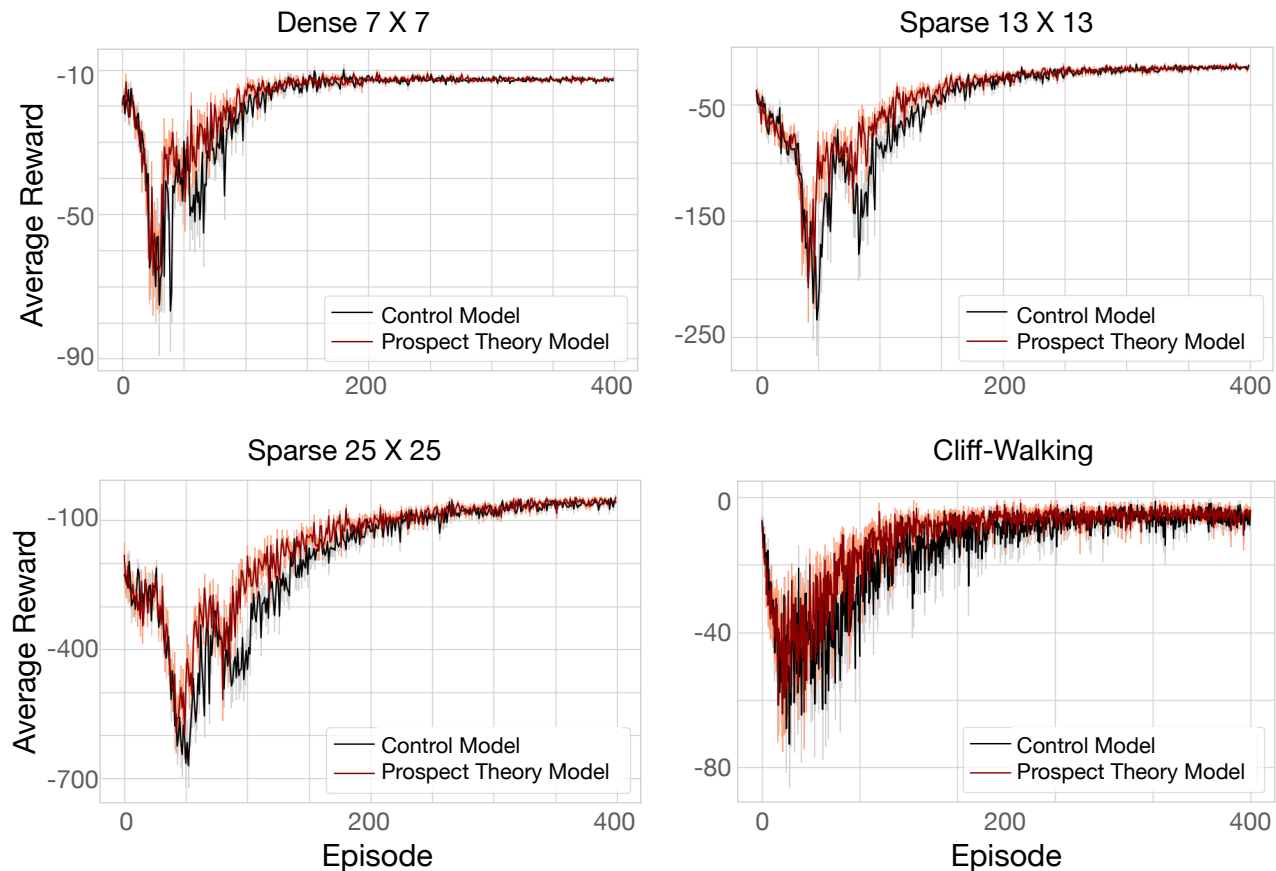 Dense 7 X 7
Average Reward
-10
-50
-90
0
200
400
Control Model
Prospect Theory Model
Sparse 13 X 13
-50
-150
-250
0
200
400
Control Model
Prospect Theory Model
Sparse 25 X 25
Average Reward
-100
-400
-700
0
200
400
Episode
Control Model
Prospect Theory Model
Cliff-Walking
0
-40
-80
0
200
400
Episode
Control Model
Prospect Theory Model